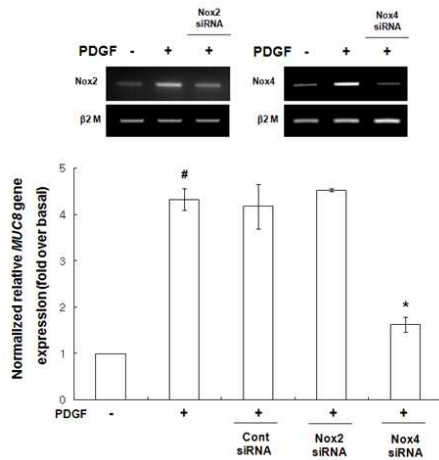 Nox2
siRNA
Nox4
siRNA
PDGF - + +
PDGF - + +
Nox2
Nox4
β2 M
β2 M
Normalized relative MUC8 gene
expression (fold over basal)
5
4
3
2
1
0
#
*
PDGF - + + + +
Cont
siRNA
Nox2
siRNA
Nox4
siRNA